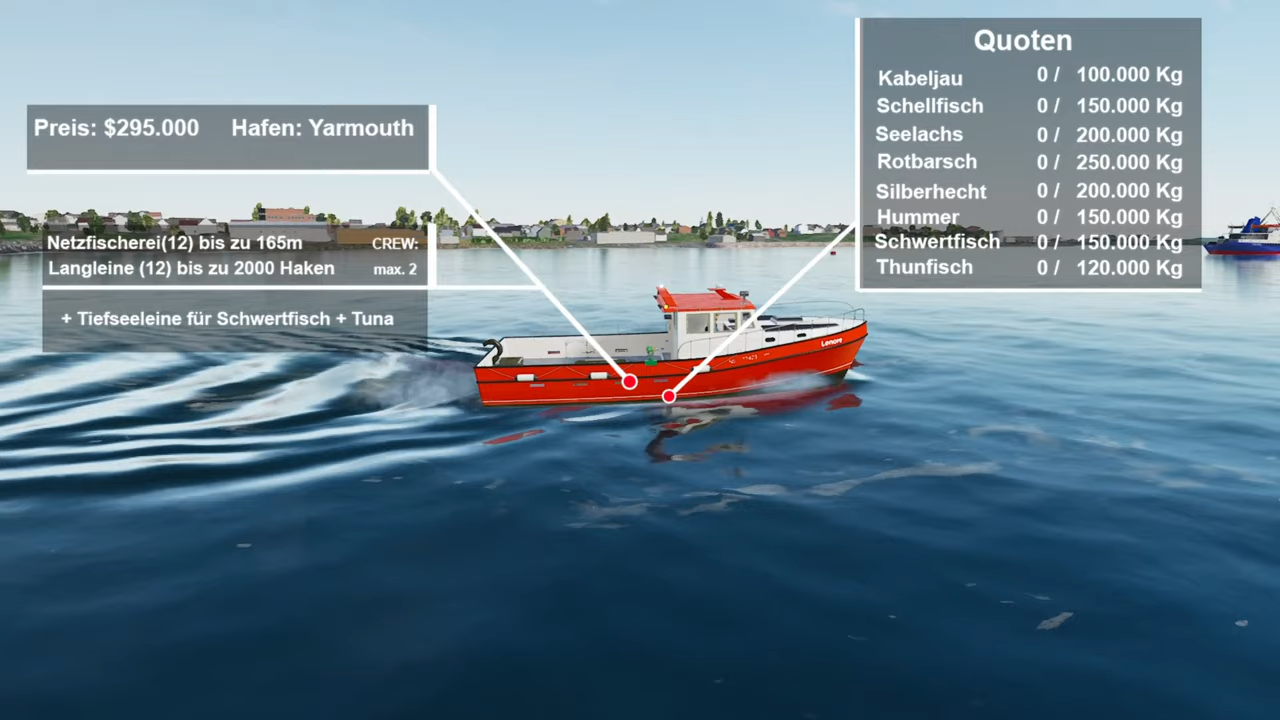 Preis: $295.000 Hafen: Yarmouth
Netzfischerei(12) bis zu 165m CREW:
Langleine (12) bis zu 2000 Haken max. 2
+ Tiefseeleine für Schwertfisch + Tuna
Quoten
Kabeljau 0 / 100.000 Kg
Schellfisch 0 / 150.000 Kg
Seelachs 0 / 200.000 Kg
Rotbarsch 0 / 250.000 Kg
Silberhecht 0 / 200.000 Kg
Hummer 0 / 150.000 Kg
Schwertfisch 0 / 150.000 Kg
Thunfisch 0 / 120.000 Kg
Lenore